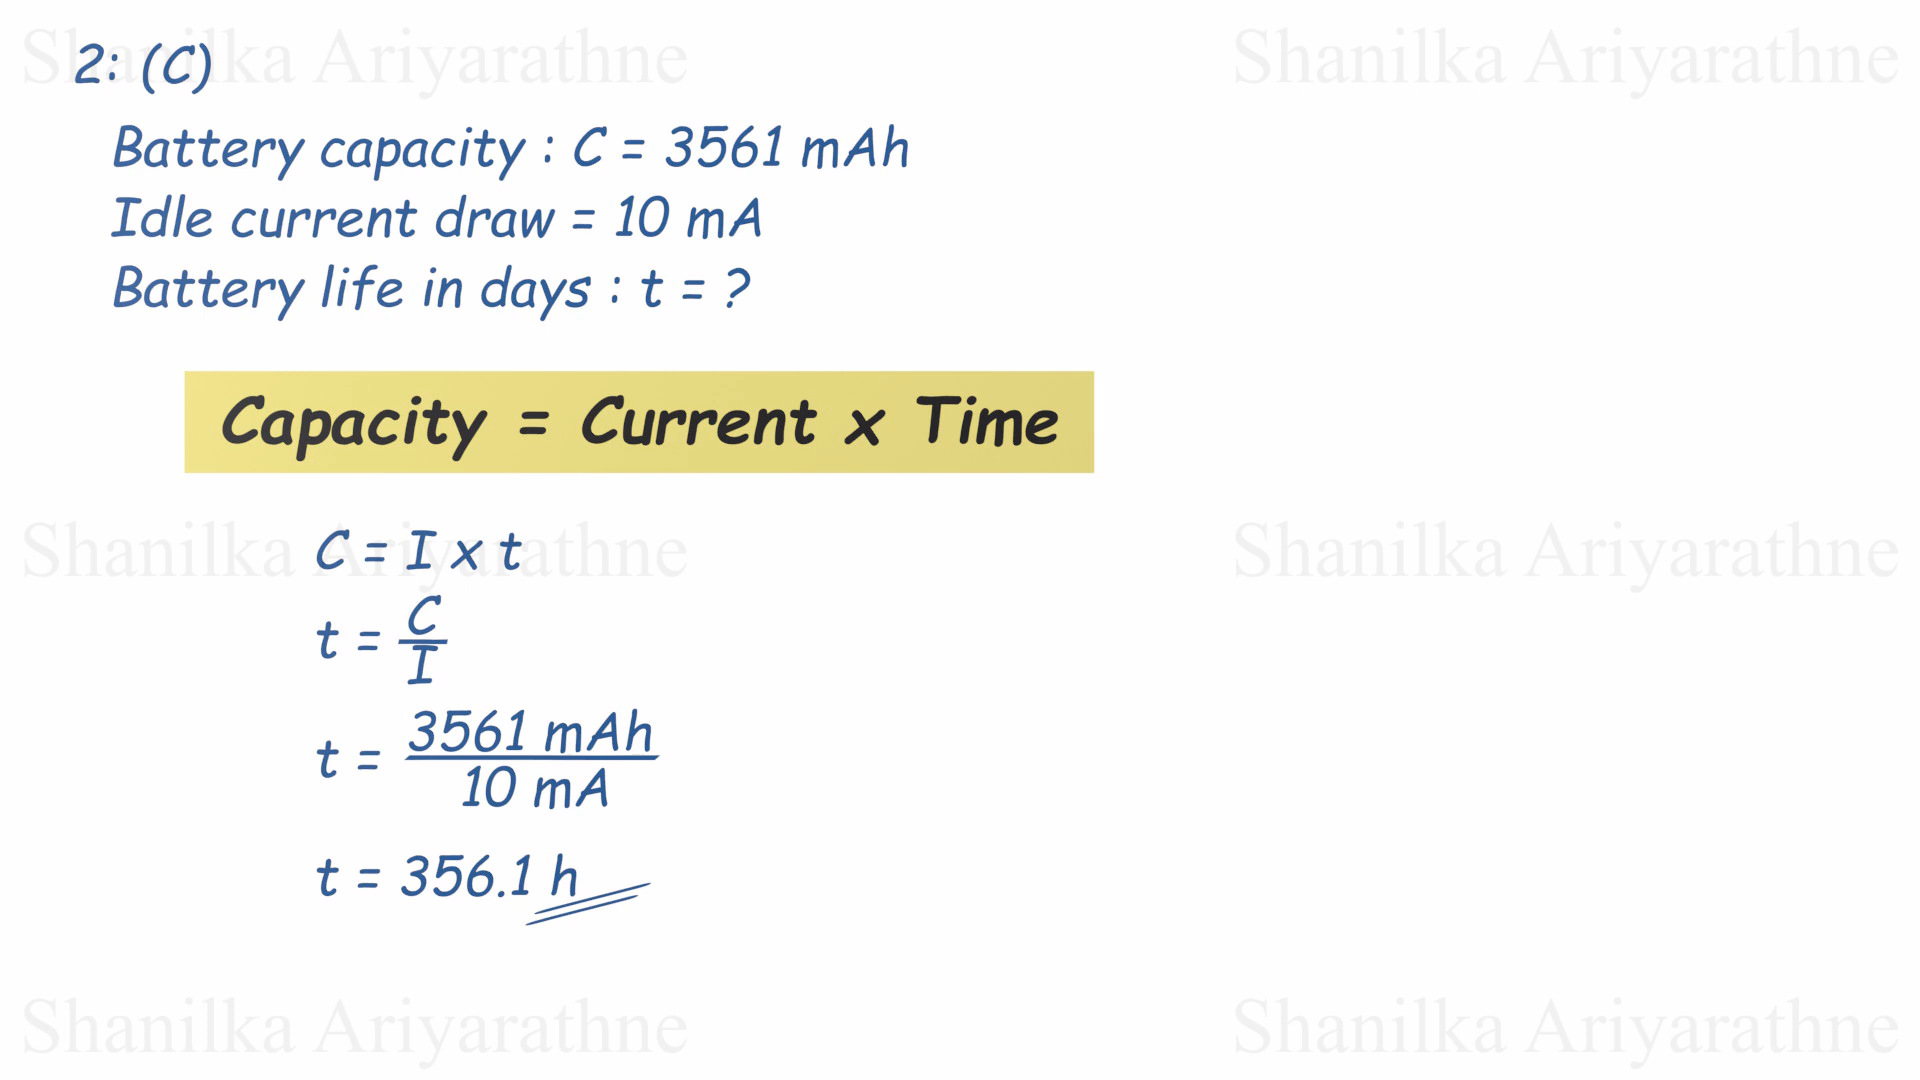 Shanilka Ariyarathne Shanilka Ariyarathne
2: (C)
Battery capacity : C = 3561 mAh
Idle current draw = 10 mA
Battery life in days : t = ?
Capacity = Current x Time
Shanilka Ariyarathne Shanilka Ariyarathne
C = I x t
t = C
I
t = 3561 mAh
10 mA
t = 356.1 h
Shanilka Ariyarathne Shanilka Ariyarathne